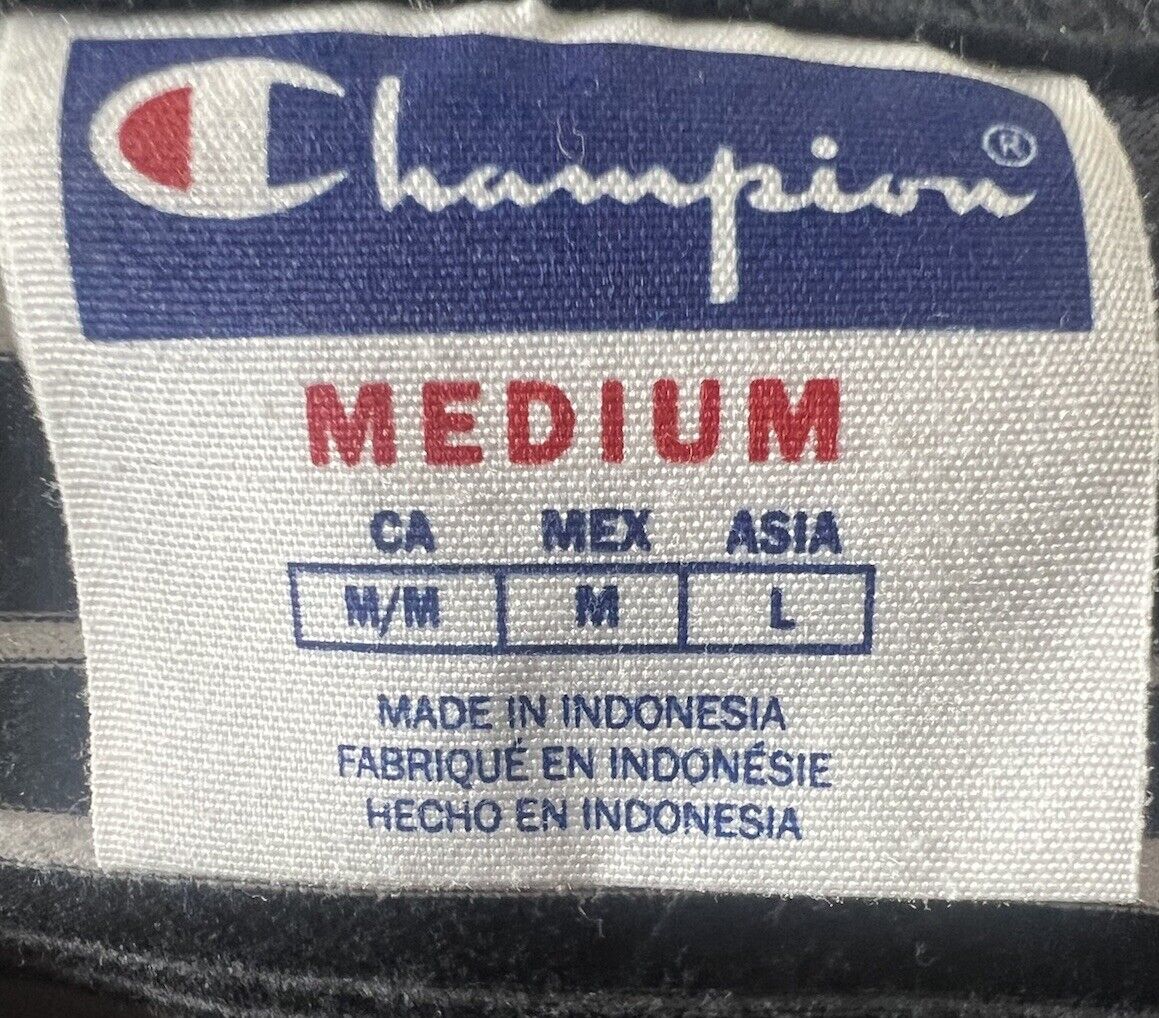 Champion®
MEDIUM
CA MEX ASIA
M/M M L
MADE IN INDONESIA
FABRIQUÉ EN INDONÉSIE
HECHO EN INDONESIA